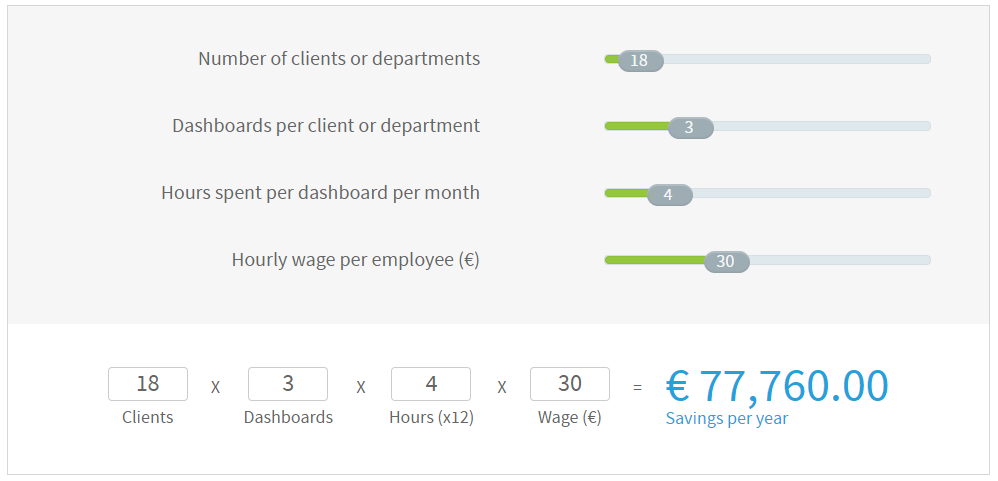 Number of clients or departments 18
Dashboards per client or department 3
Hours spent per dashboard per month 4
Hourly wage per employee (€) 30
18 X 3 X 4 X 30 = € 77,760.00
Clients Dashboards Hours (x12) Wage (€) Savings per year